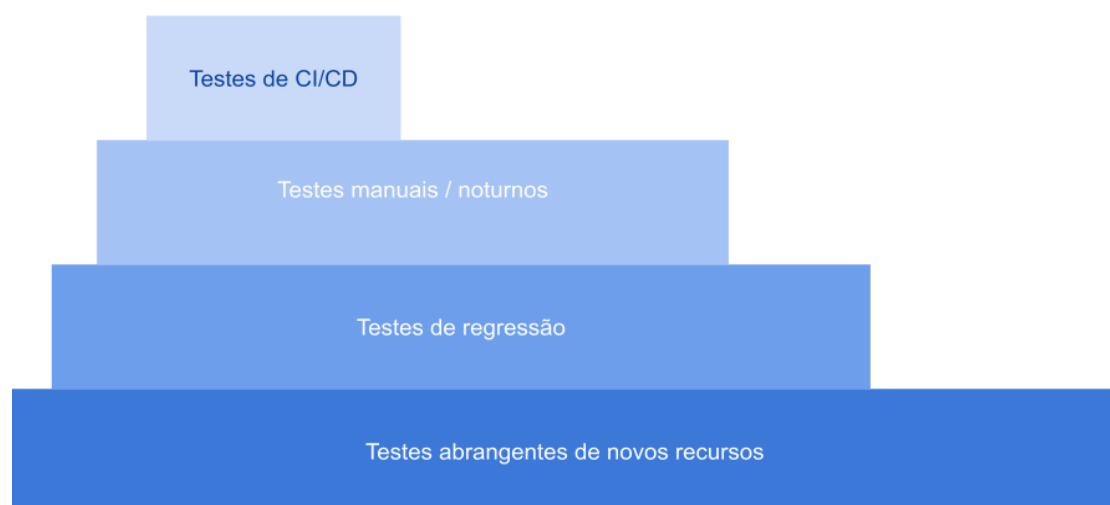 Testes de CI/CD
Testes manuais / noturnos
Testes de regressão
Testes abrangentes de novos recursos